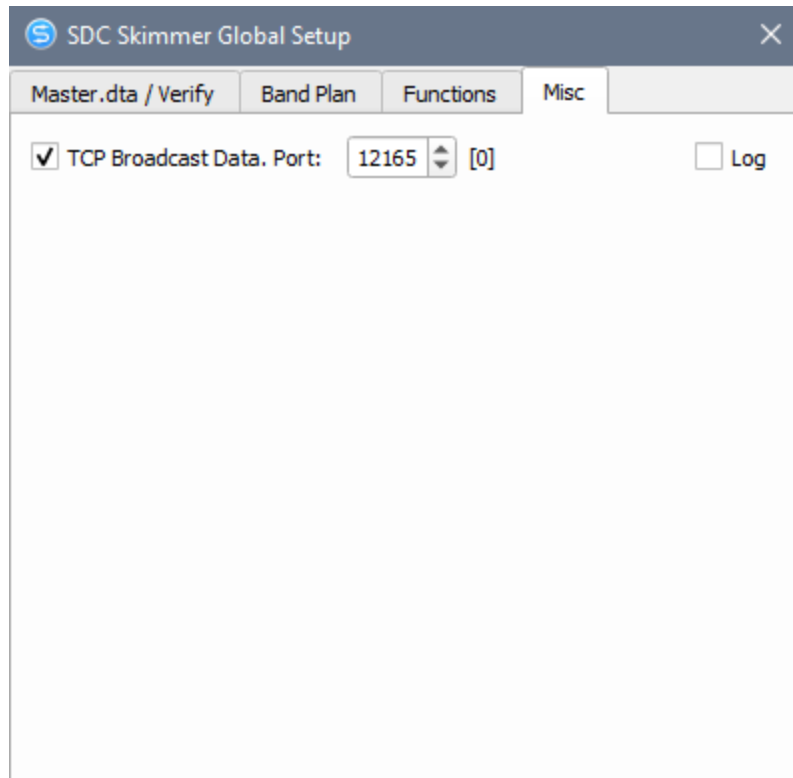 SDC Skimmer Global Setup
Master.dta / Verify Band Plan Functions Misc
TCP Broadcast Data. Port: 12165 [0] Log